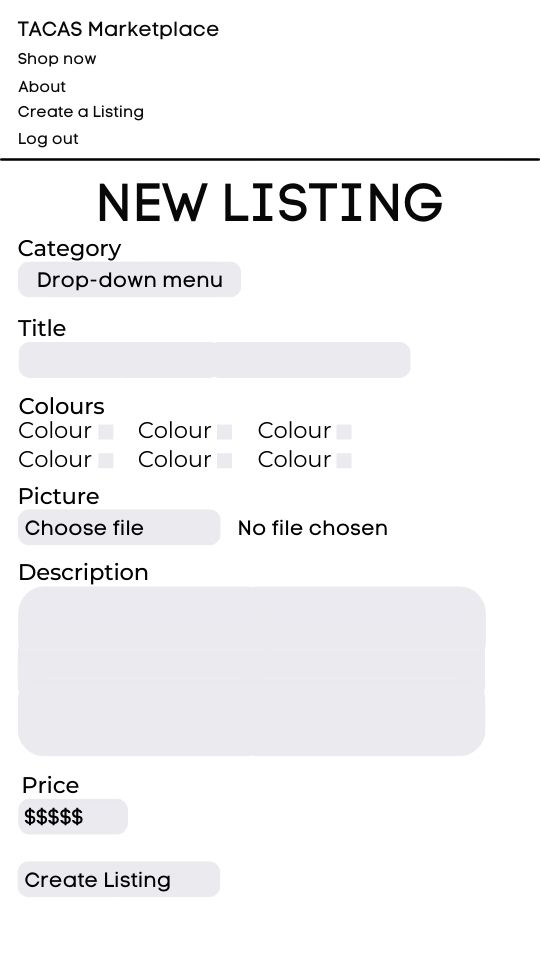 TACAS Marketplace
Shop now
About
Create a Listing
Log out
NEW LISTING
Category
Drop-down menu
Title
Colours
Colour Colour Colour
Colour Colour Colour
Picture
Choose file No file chosen
Description
Price
$$$$$
Create Listing